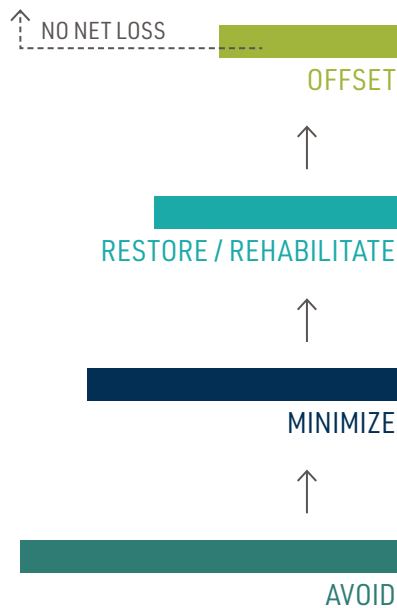 NO NET LOSS
OFFSET
RESTORE / REHABILITATE
MINIMIZE
AVOID